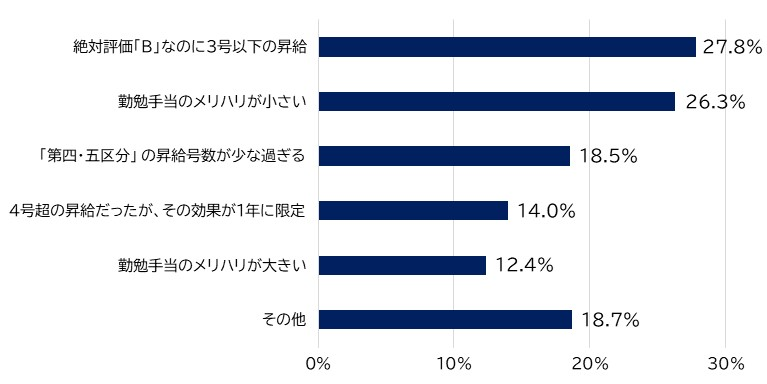 絶対評価「B」なのに3号以下の昇給 27.8%
勤勉手当のメリハリが小さい 26.3%
「第四・五区分」の昇給号数が少な過ぎる 18.5%
4号超の昇給だったが、その効果が1年に限定 14.0%
勤勉手当のメリハリが大きい 12.4%
その他 18.7%
0% 10% 20% 30%